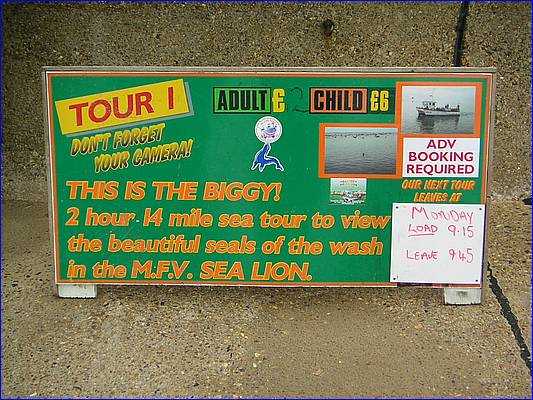 TOUR 1
DON'T FORGET
YOUR CAMERA!
ADULT £ 2 CHILD £6
ADV
BOOKING
REQUIRED
OUR NEXT TOUR
LEAVES AT
THIS IS THE BIGGY!
2 hour - 14 mile sea tour to view
the beautiful seals of the wash
in the M.F.V. SEA LION.
MONDAY
LOAD 9.15
LEAVE 9.45